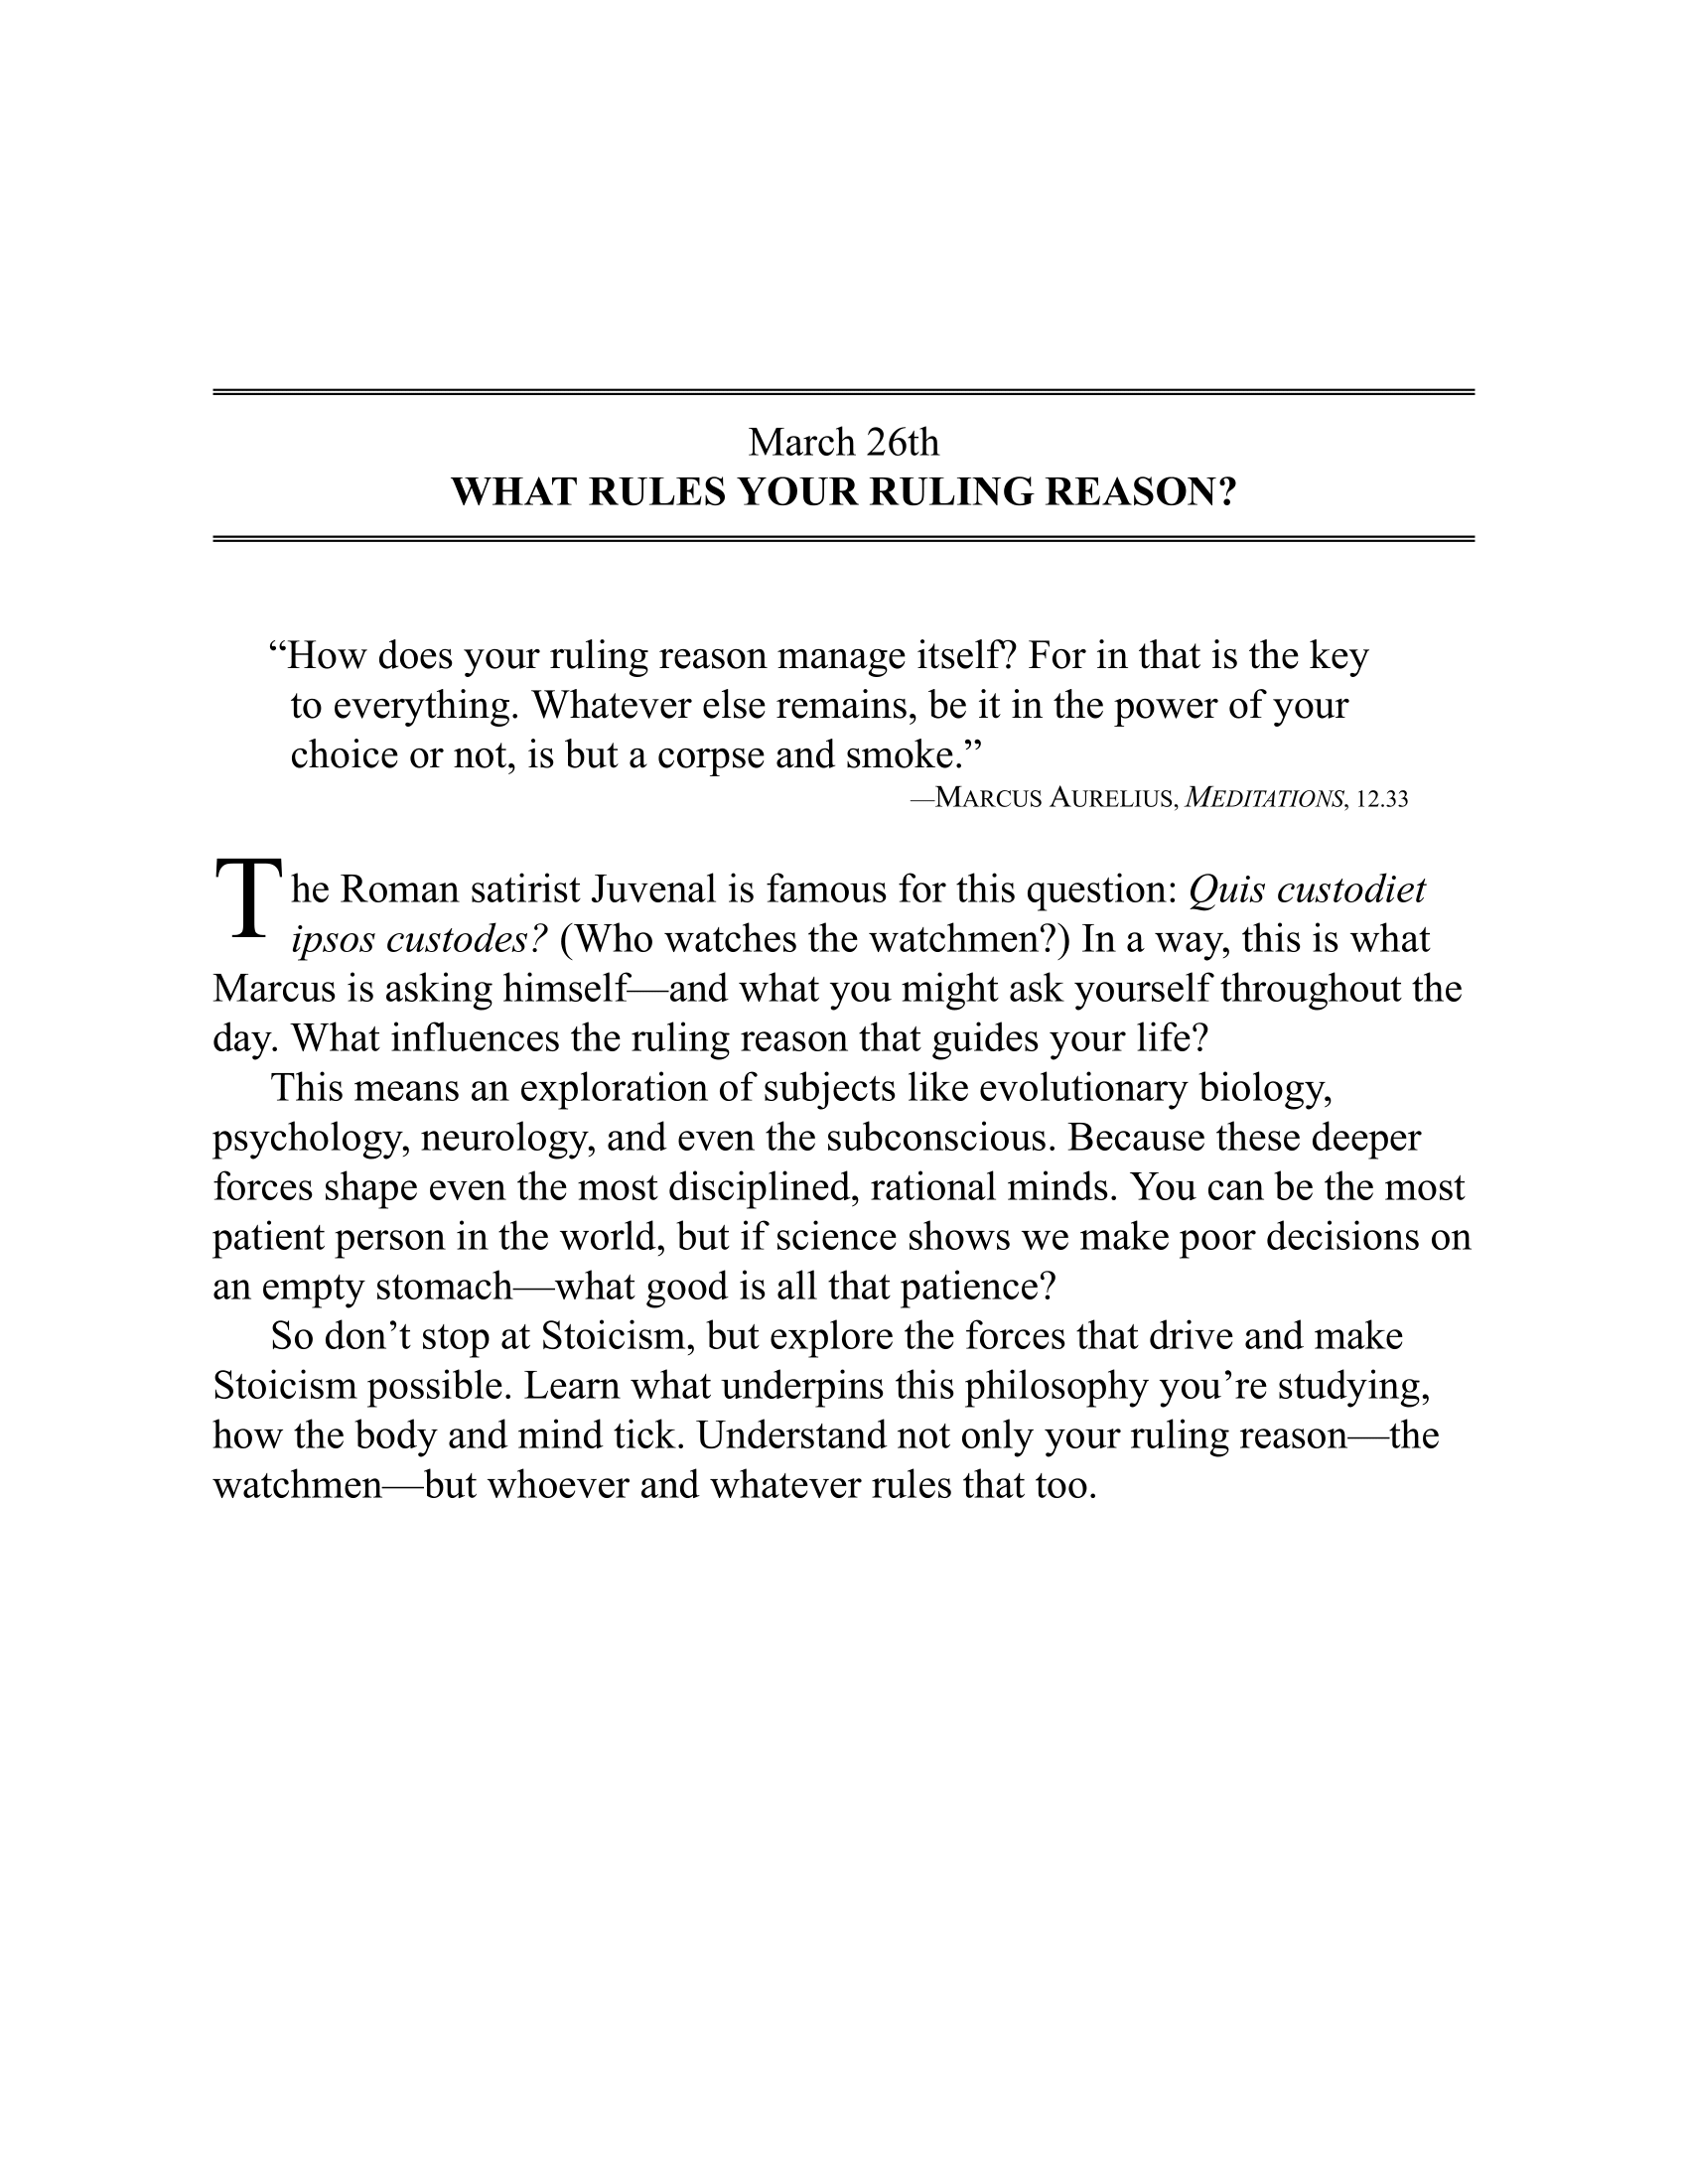 March 26th
WHAT RULES YOUR RULING REASON?
“How does your ruling reason manage itself? For in that is the key
to everything. Whatever else remains, be it in the power of your
choice or not, is but a corpse and smoke.”
—MARCUS AURELIUS, MEDITATIONS, 12.33
The Roman satirist Juvenal is famous for this question: Quis custodiet
ipsos custodes? (Who watches the watchmen?) In a way, this is what
Marcus is asking himself—and what you might ask yourself throughout the
day. What influences the ruling reason that guides your life?
This means an exploration of subjects like evolutionary biology,
psychology, neurology, and even the subconscious. Because these deeper
forces shape even the most disciplined, rational minds. You can be the most
patient person in the world, but if science shows we make poor decisions on
an empty stomach—what good is all that patience?
So don’t stop at Stoicism, but explore the forces that drive and make
Stoicism possible. Learn what underpins this philosophy you’re studying,
how the body and mind tick. Understand not only your ruling reason—the
watchmen—but whoever and whatever rules that too.